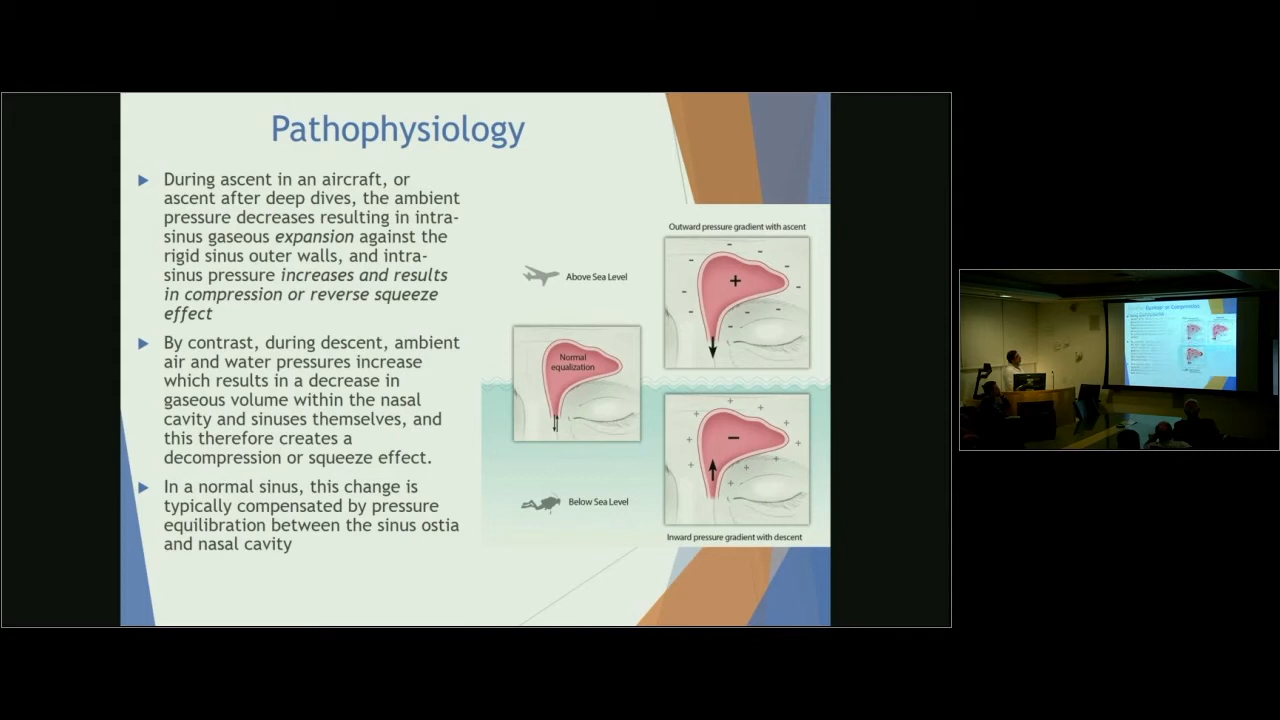 Pathophysiology
During ascent in an aircraft, or
ascent after deep dives, the ambient
pressure decreases resulting in intra-
sinus gaseous expansion against the
rigid sinus outer walls, and intra-
sinus pressure increases and results
in compression or reverse squeeze
effect
By contrast, during descent, ambient
air and water pressures increase
which results in a decrease in
gaseous volume within the nasal
cavity and sinuses themselves, and
this therefore creates a
decompression or squeeze effect.
In a normal sinus, this change is
typically compensated by pressure
equilibration between the sinus ostia
and nasal cavity
Outward pressure gradient with ascent
Above Sea Level
Normal
equalization
Below Sea Level
Inward pressure gradient with descent